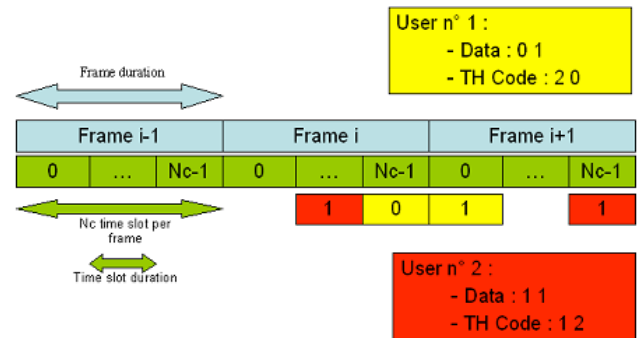 User n° 1 :
- Data : 0 1
- TH Code : 2 0
Frame duration
Frame i-1 Frame i Frame i+1
0 ... Nc-1 0 ... Nc-1 0 ... Nc-1
1 0 1 1
Nc time slot per
frame
Time slot duration
User n° 2 :
- Data : 1 1
- TH Code : 1 2